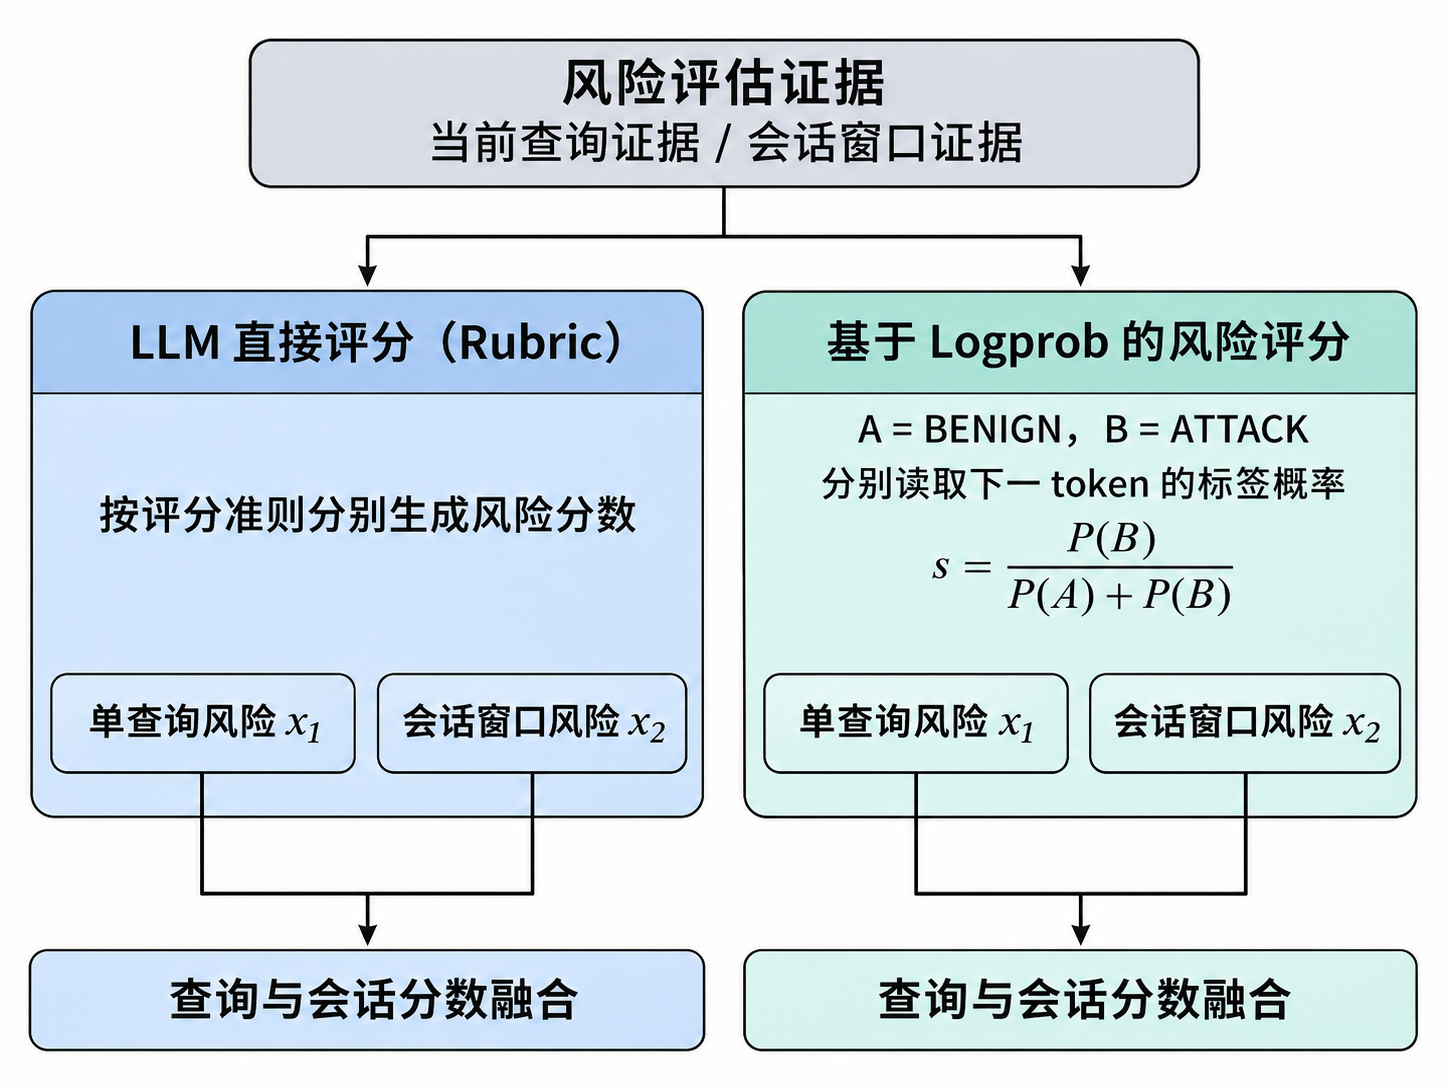 风险评估证据
当前查询证据 / 会话窗口证据
LLM 直接评分（Rubric）
按评分准则分别生成风险分数
单查询风险 x₁
会话窗口风险 x₂
查询与会话分数融合
基于 Logprob 的风险评分
A = BENIGN，B = ATTACK
分别读取下一 token 的标签概率
s = P(B) / P(A) + P(B)
单查询风险 x₁
会话窗口风险 x₂
查询与会话分数融合